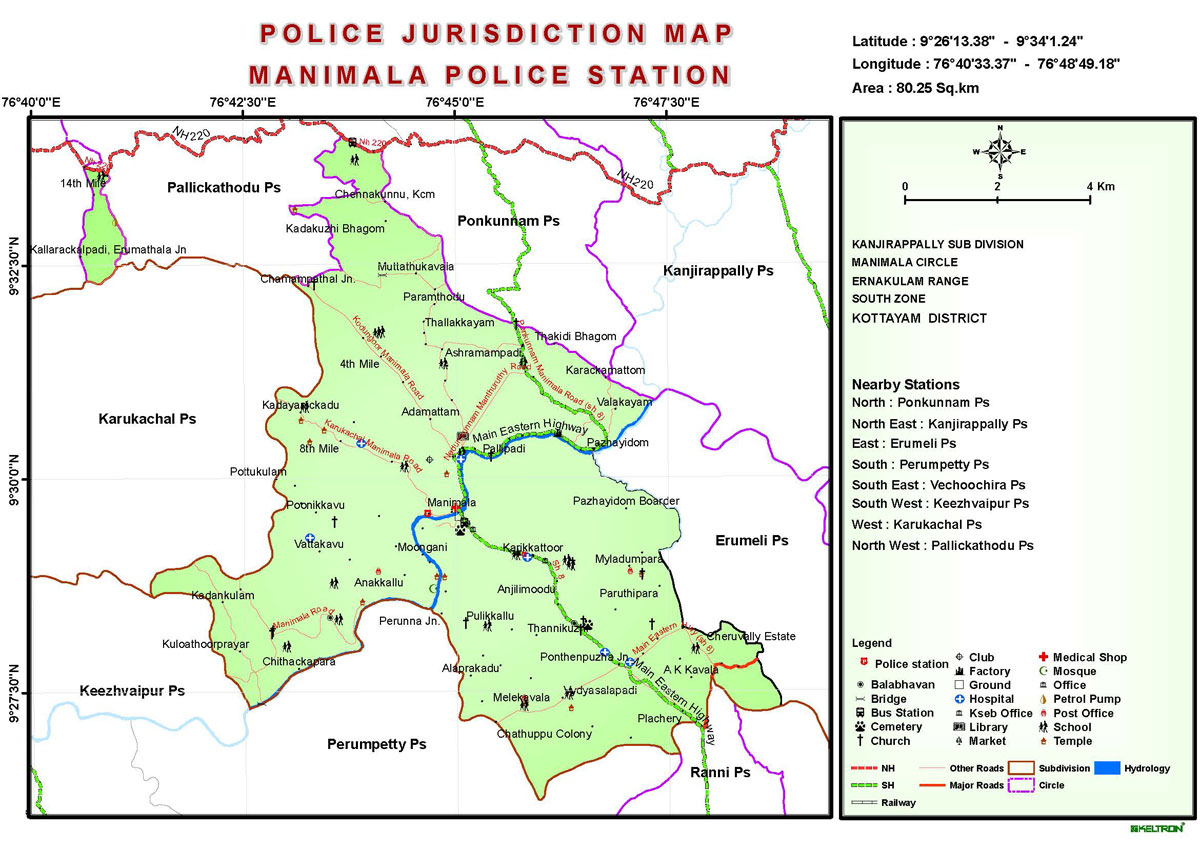 POLICE JURISDICTION MAP
MANIMALA POLICE STATION
Latitude : 9°26'13.38" - 9°34'1.24"
Longitude : 76°40'33.37" - 76°48'49.18"
Area : 80.25 Sq.km
76°40'0"E
76°42'30"E
76°45'0"E
76°47'30"E
9°32'30"N
9°30'0"N
9°27'30"N
NH220
Nh 220
NH220
14th Mile
Pallickathodu Ps
Chennakunnu, Kcm
Kadakuzhi Bhagom
Ponkunnam Ps
Kallarackalpadi, Erumathala Jn
Muttathukavala
Kanjirappally Ps
Chamampathal Jn.
Paramthodu
Thallakkayam
Kodungoor Manimala Road
Ponkunnam Manimala Road (sh 8)
Thakidi Bhagom
4th Mile
Ashramampadi
Road
Karackamattom
Valakayam
Karukachal Ps
Adamattam
Karukachal Manimala Road
Main Eastern Highway
8th Mile
Pallipadi
Pazhayidom
Pottukulam
Poonikkavu
Manimala
Pazhayidom Boarder
Vattakavu
Moongani
Karikkattoor
Erumeli Ps
Sh 8
Myladumpara
Anakkallu
Anjilimoodu
Kadankulam
Paruthipara
Manimala Road
Perunna Jn.
Pulikkallu
Thannikuzhi
Cheruvally Estate
Kuloathoorprayar
Chithackapara
Ponthenpuzha Jn.
Main Eastern Hwy (sh 8)
Alaprakadu
A K Kavala
Keezhvaipur Ps
Melekavala
Vydyasalapadi
Main Eastern Highway
Plachery
Chathuppu Colony
Perumpetty Ps
Ranni Ps
N
W
E
S
0
2
4 Km
KANJIRAPPALLY SUB DIVISION
MANIMALA CIRCLE
ERNAKULAM RANGE
SOUTH ZONE
KOTTAYAM DISTRICT
Nearby Stations
North : Ponkunnam Ps
North East : Kanjirappally Ps
East : Erumeli Ps
South : Perumpetty Ps
South East : Vechoochira Ps
South West : Keezhvaipur Ps
West : Karukachal Ps
North West : Pallickathodu Ps
Legend
Police station
Balabhavan
Bridge
Bus Station
Cemetery
Church
Club
Factory
Ground
Hospital
Kseb Office
Library
Market
Medical Shop
Mosque
Office
Petrol Pump
Post Office
School
Temple
NH
SH
Railway
Other Roads
Major Roads
Subdivision
Circle
Hydrology
KELTRON